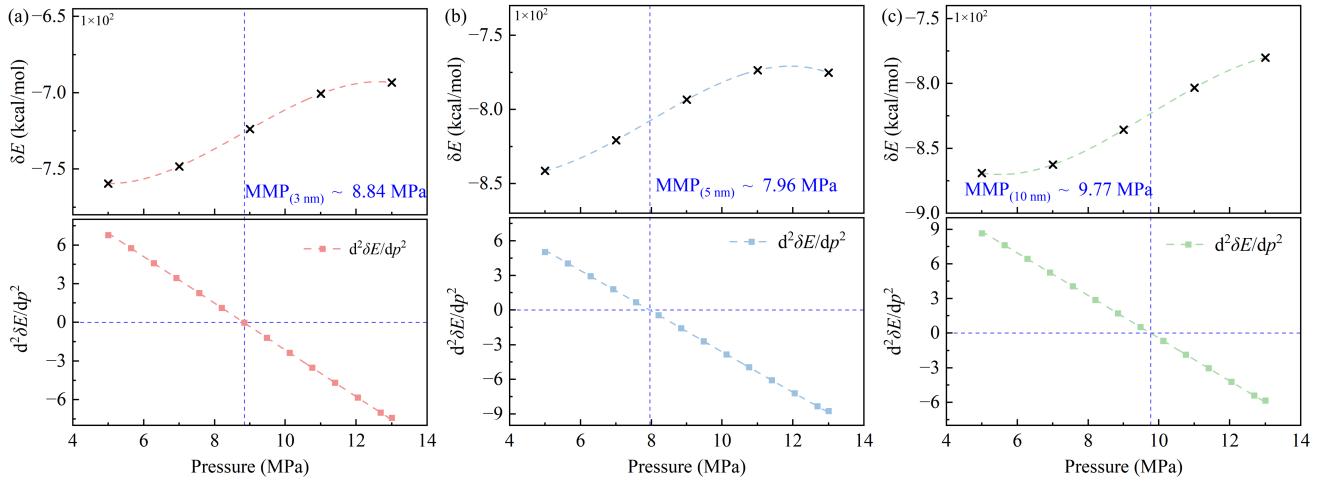 (a)
1×10²
−6.5
−7.0
−7.5
δE (kcal/mol)
MMP(3 nm) ~ 8.84 MPa
6
3
0
−3
−6
d²δE/dp²
d²δE/dp²
4 6 8 10 12 14
Pressure (MPa)
(b)
1×10²
−7.5
−8.0
−8.5
δE (kcal/mol)
MMP(5 nm) ~ 7.96 MPa
6
3
0
−3
−6
−9
d²δE/dp²
d²δE/dp²
4 6 8 10 12 14
Pressure (MPa)
(c)
1×10²
−7.5
−8.0
−8.5
−9.0
δE (kcal/mol)
MMP(10 nm) ~ 9.77 MPa
9
6
3
0
−3
−6
d²δE/dp²
d²δE/dp²
4 6 8 10 12 14
Pressure (MPa)